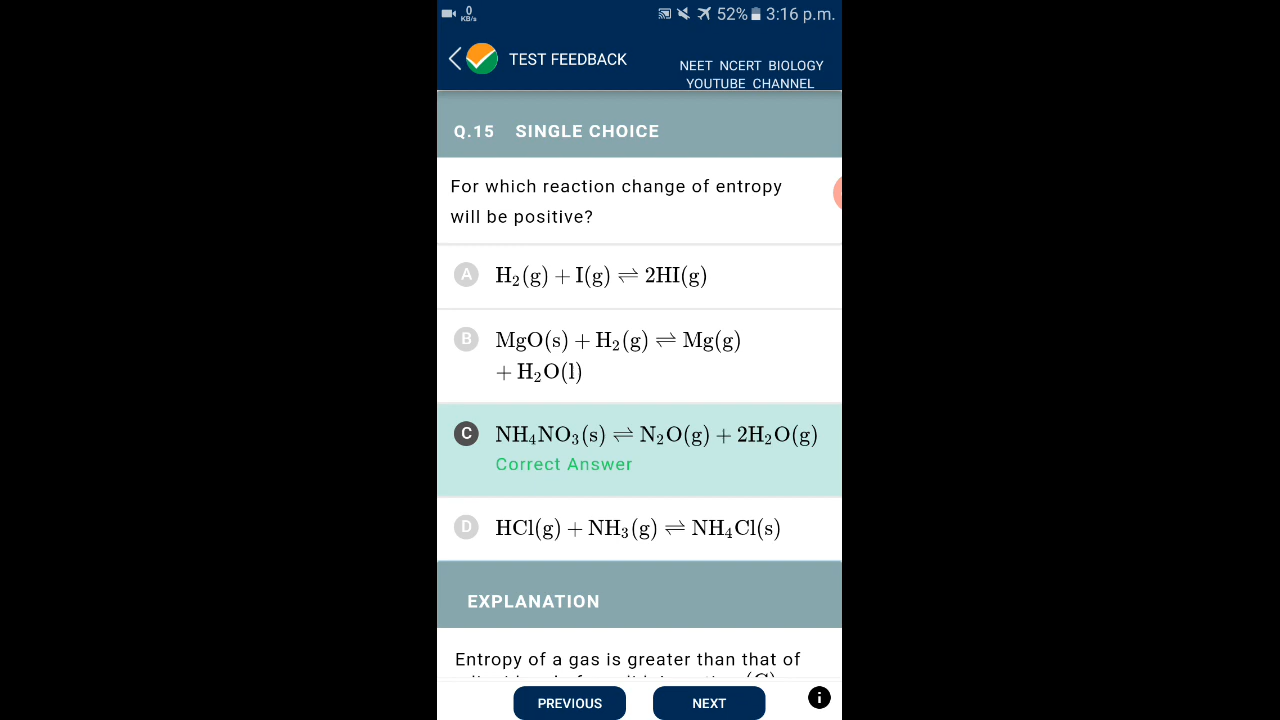 0
KB/s
52% 3:16 p.m.
TEST FEEDBACK
NEET NCERT BIOLOGY
YOUTUBE CHANNEL
Q.15 SINGLE CHOICE
For which reaction change of entropy
will be positive?
A H₂(g) + I(g) ⇌ 2HI(g)
B MgO(s) + H₂(g) ⇌ Mg(g)
+ H₂O(l)
C NH₄NO₃(s) ⇌ N₂O(g) + 2H₂O(g)
Correct Answer
D HCl(g) + NH₃(g) ⇌ NH₄Cl(s)
EXPLANATION
Entropy of a gas is greater than that of
PREVIOUS NEXT i